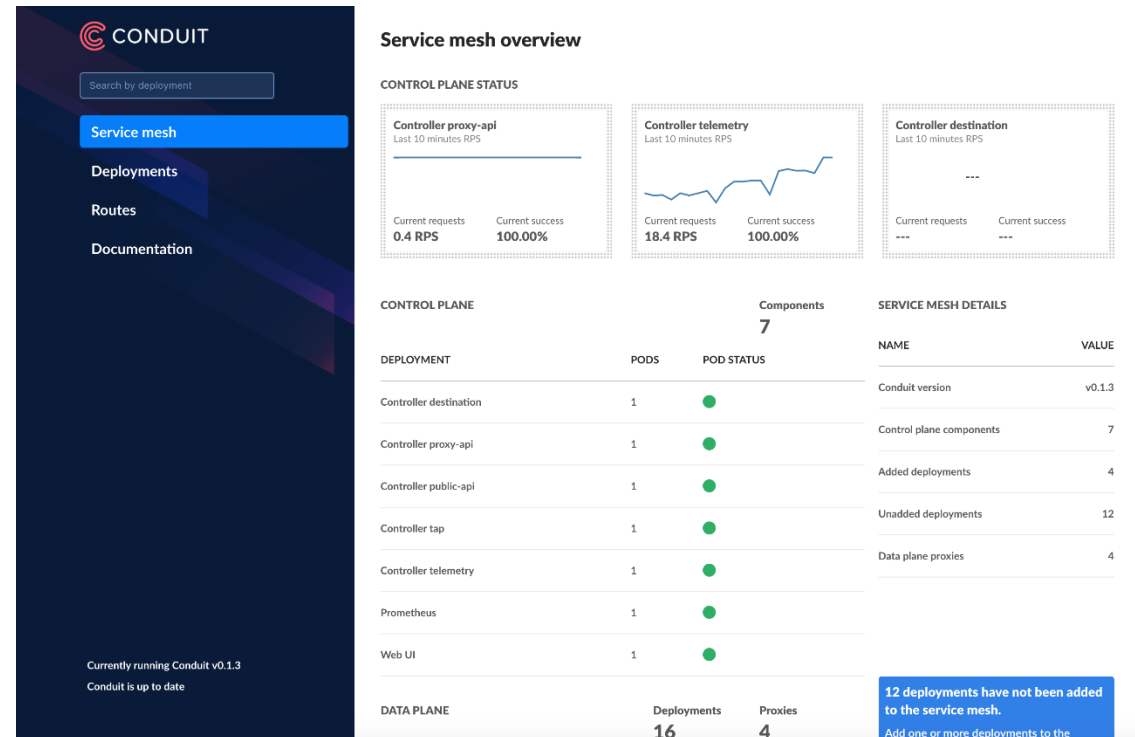 CONDUIT
Search by deployment
Service mesh
Deployments
Routes
Documentation
Currently running Conduit v0.1.3
Conduit is up to date
Service mesh overview
CONTROL PLANE STATUS
Controller proxy-api
Last 10 minutes RPS
Current requests Current success
0.4 RPS 100.00%
Controller telemetry
Last 10 minutes RPS
Current requests Current success
18.4 RPS 100.00%
Controller destination
Last 10 minutes RPS
---
Current requests Current success
--- ---
CONTROL PLANE Components
7
DEPLOYMENT PODS POD STATUS
Controller destination 1
Controller proxy-api 1
Controller public-api 1
Controller tap 1
Controller telemetry 1
Prometheus 1
Web UI 1
DATA PLANE Deployments Proxies
16 4
SERVICE MESH DETAILS
NAME VALUE
Conduit version v0.1.3
Control plane components 7
Added deployments 4
Unadded deployments 12
Data plane proxies 4
12 deployments have not been added
to the service mesh.
Add one or more deployments to the